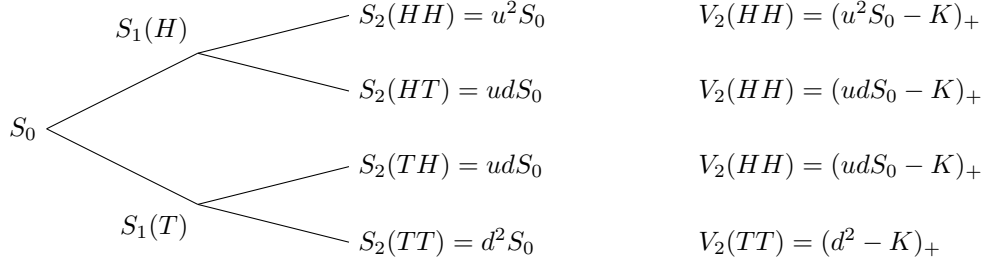 S_2(HH) = u^2S_0 V_2(HH) = (u^2S_0 − K)_+
S_1(H)
S_2(HT) = udS_0 V_2(HH) = (udS_0 − K)_+
S_0
S_2(TH) = udS_0 V_2(HH) = (udS_0 − K)_+
S_1(T)
S_2(TT) = d^2S_0 V_2(TT) = (d^2 − K)_+